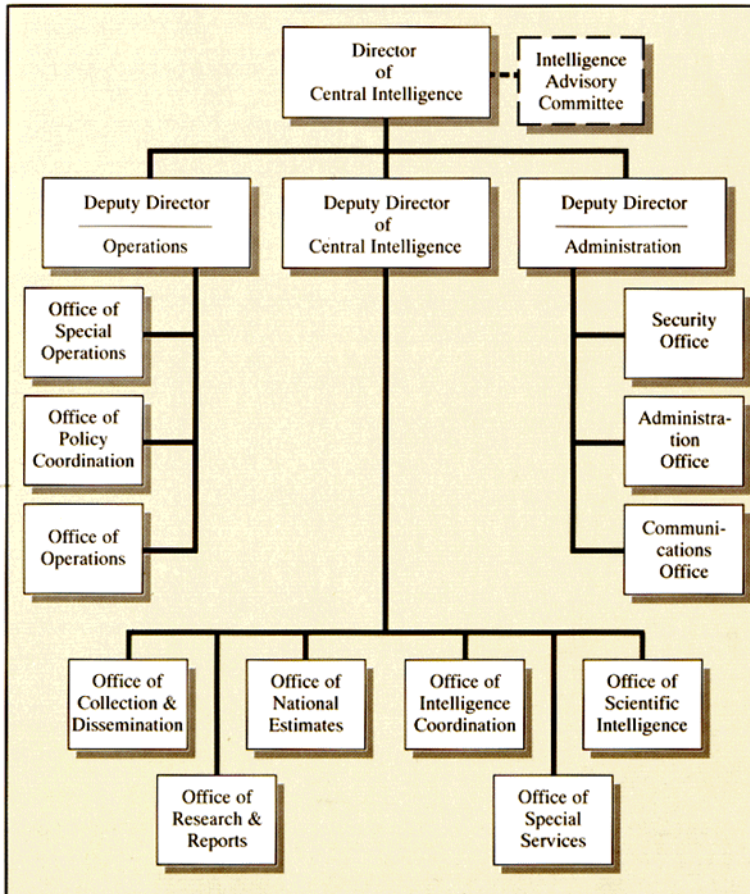 Director
of
Central Intelligence
Intelligence
Advisory
Committee
Deputy Director
Operations
Deputy Director
of
Central Intelligence
Deputy Director
Administration
Office of
Special
Operations
Office of
Policy
Coordination
Office of
Operations
Security
Office
Administra-
tion
Office
Communi-
cations
Office
Office of
Collection &
Dissemination
Office of
National
Estimates
Office of
Intelligence
Coordination
Office of
Scientific
Intelligence
Office of
Research &
Reports
Office of
Special
Services